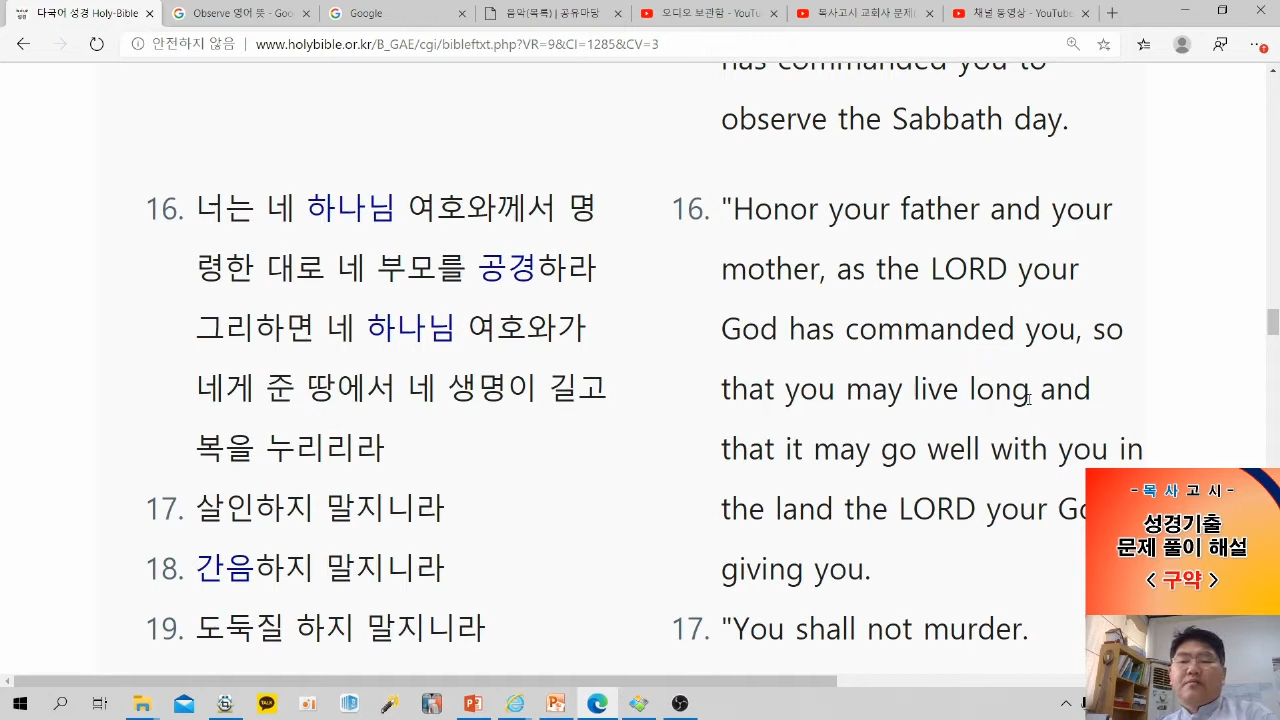 다국어 성경 Holy-Bible
Observe 영어 뜻 - Goo
Google
음악(목록) | 공유마당
오디오 보관함 - YouTu
목사고시 교회사 문제(
채널 동영상 - YouTube
안전하지 않음
www.holybible.or.kr/B_GAE/cgi/bibleftxt.php?VR=9&CI=1285&CV=3
has commanded you to
observe the Sabbath day.
16. 너는 네 하나님 여호와께서 명
령한 대로 네 부모를 공경하라
그리하면 네 하나님 여호와가
네게 준 땅에서 네 생명이 길고
복을 누리리라
17. 살인하지 말지니라
18. 간음하지 말지니라
19. 도둑질 하지 말지니라
16. "Honor your father and your
mother, as the LORD your
God has commanded you, so
that you may live long and
that it may go well with you in
the land the LORD your Go
giving you.
17. "You shall not murder.
- 목 사 고 시 -
성경기출
문제 풀이 해설
< 구약 >
TALK